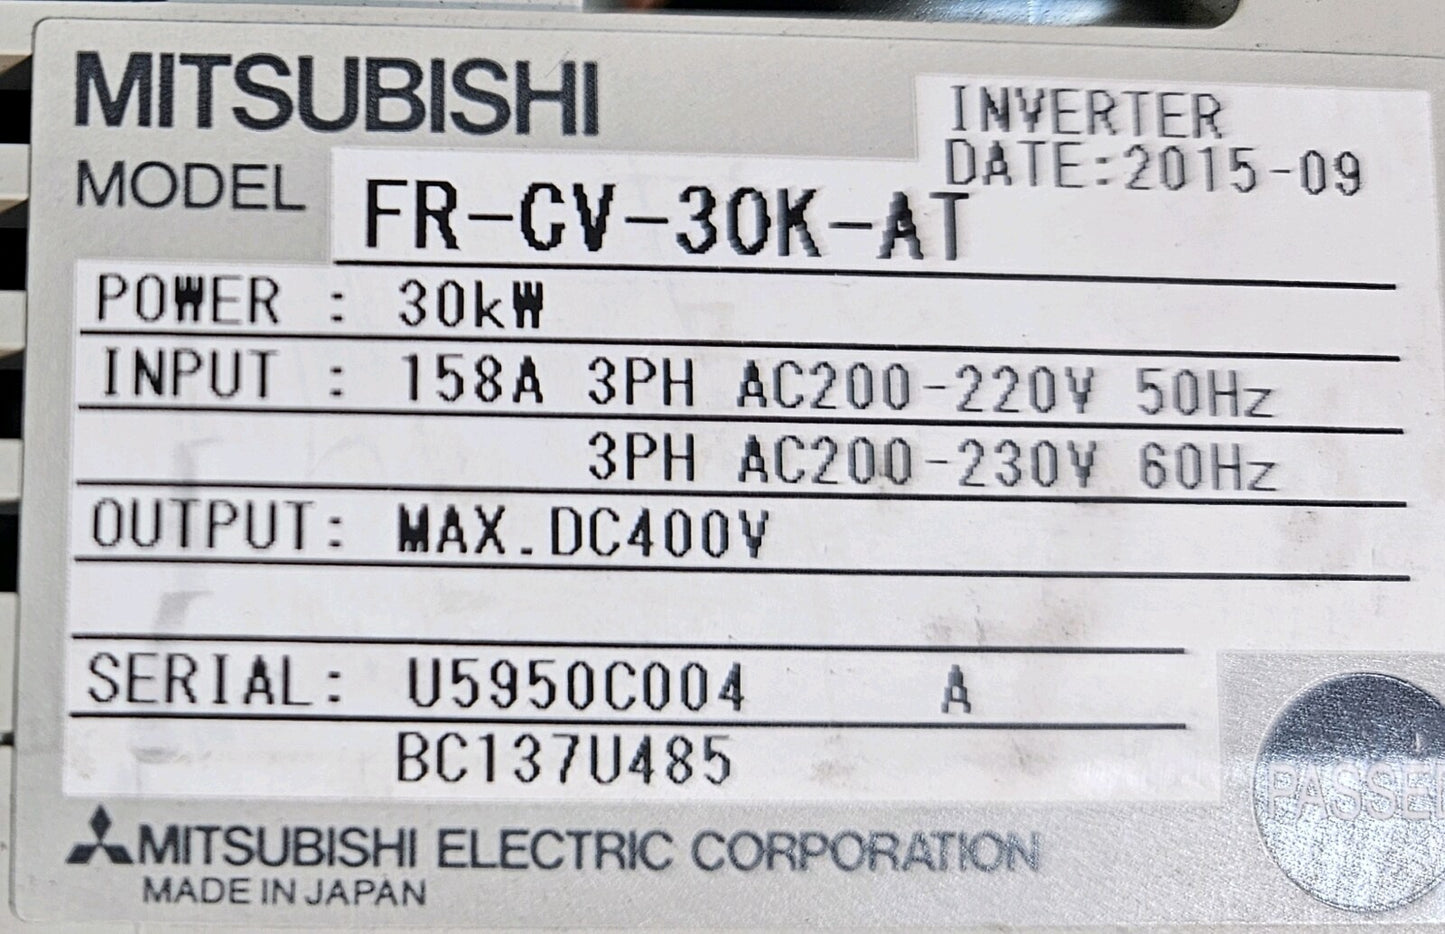 MITSUBISHI
INVERTER
DATE:2015-09
MODEL FR-CV-30K-AT
POWER : 30kW
INPUT : 158A 3PH AC200-220V 50Hz
3PH AC200-230V 60Hz
OUTPUT: MAX.DC400V
SERIAL: U5950C004 A
BC137U485
MITSUBISHI ELECTRIC CORPORATION
MADE IN JAPAN